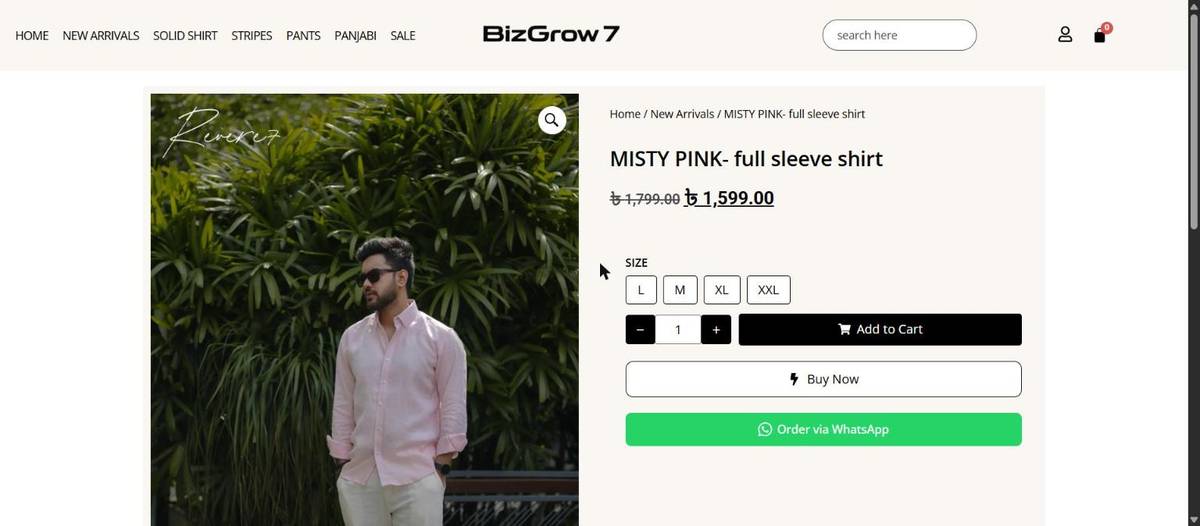 HOME NEW ARRIVALS SOLID SHIRT STRIPES PANTS PANJABI SALE
BizGrow 7
search here
0
Reverez
Home / New Arrivals / MISTY PINK- full sleeve shirt
MISTY PINK- full sleeve shirt
৳ 1,799.00 ৳ 1,599.00
SIZE
L M XL XXL
− 1 +
Add to Cart
Buy Now
Order via WhatsApp